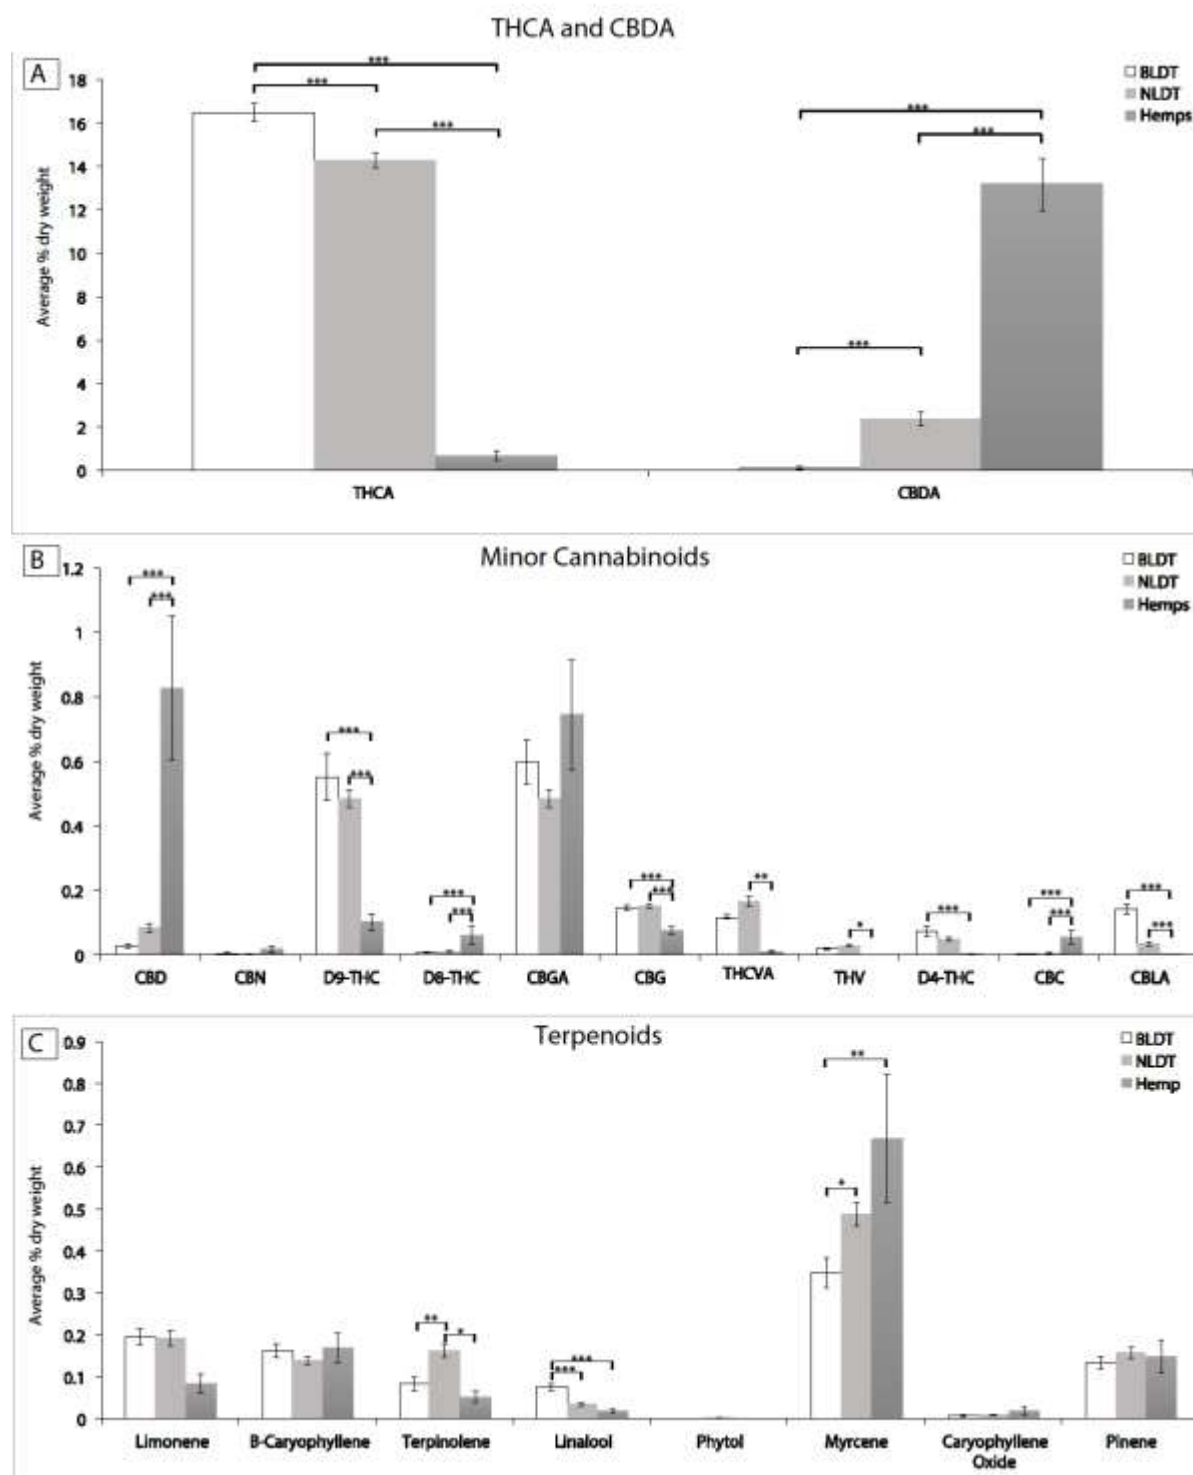 THCA and CBDA
A
***
***
***
***
***
***
BLDT
NLDT
Hemps
Average % dry weight
18
16
14
12
10
8
6
4
2
0
THCA CBDA
B
Minor Cannabinoids
BLDT
NLDT
Hemps
Average % dry weight
1.2
1
0.8
0.6
0.4
0.2
0
***
***
***
***
***
***
***
***
**
*
***
***
***
***
***
CBD CBN D9-THC D8-THC CBGA CBG THCVA THV D4-THC CBC CBLA
C
Terpenoids
BLDT
NLDT
Hemp
Average % dry weight
0.9
0.8
0.7
0.6
0.5
0.4
0.3
0.2
0.1
0
**
*
***
***
**
*
Limonene B-Caryophyllene Terpinolene Linalool Phytol Myrcene Caryophyllene Pinene
Oxide